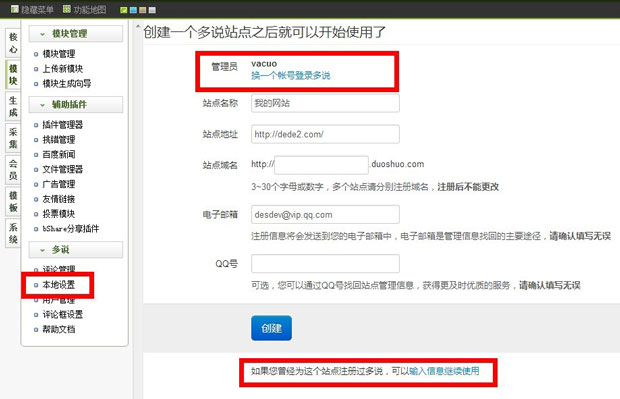 隐藏菜单 功能地图
核心
模块
生成
采集
会员
模板
系统
模块管理
模块管理
上传新模块
模块生成向导
辅助插件
插件管理器
挑错管理
百度新闻
文件管理器
广告管理
友情链接
投票模块
bShare分享插件
多说
评论管理
本地设置
用户管理
评论框设置
帮助文档
创建一个多说站点之后就可以开始使用了
管理员 vacuo
换一个帐号登录多说
站点名称 我的网站
站点地址 http://dede2.com/
站点域名 http:// .duoshuo.com
3~30个字母或数字，多个站点请分别注册域名，注册后不能更改
电子邮箱 desdev@vip.qq.com
注册信息将会发送到您的电子邮箱中，电子邮箱是管理信息找回的主要途径，请确认填写无误
QQ号
可选，您可以通过QQ号找回站点管理信息，获得更及时优质的服务，请确认填写无误
创建
如果您曾经为这个站点注册过多说，可以输入信息继续使用